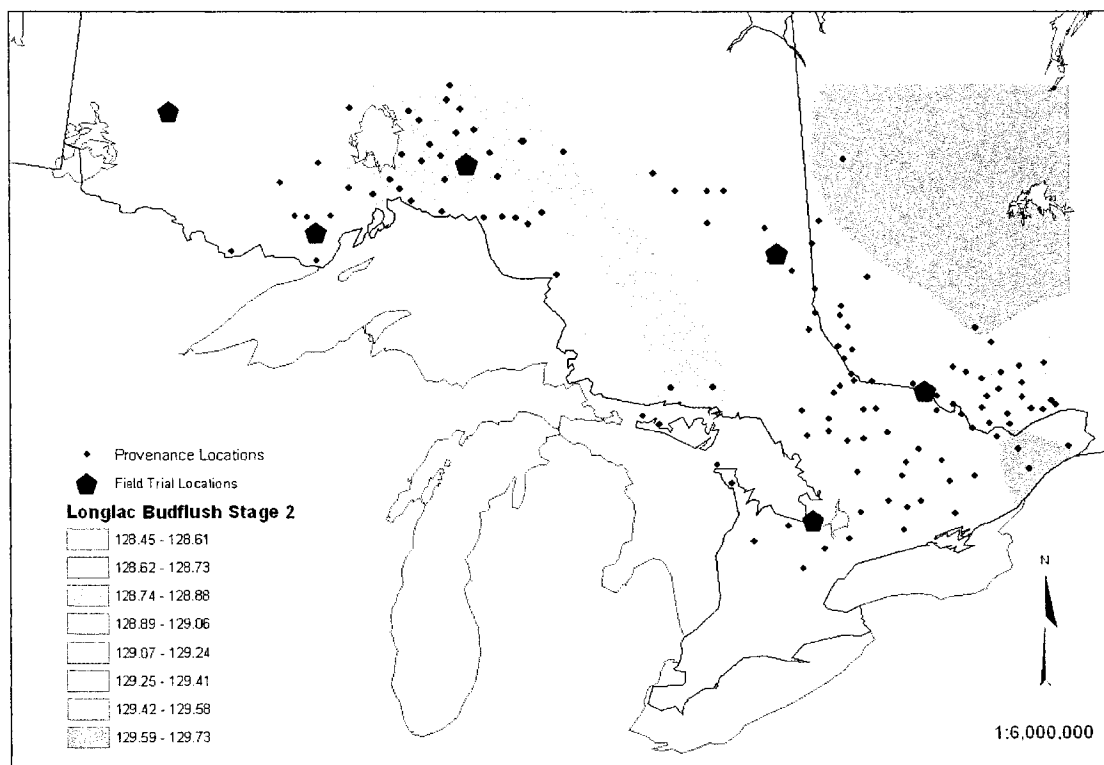 Provenance Locations
Field Trial Locations
Longlac Budflush Stage 2
128.45 - 128.61
128.62 - 128.73
128.74 - 128.88
128.89 - 129.06
129.07 - 129.24
129.25 - 129.41
129.42 - 129.58
129.59 - 129.73
N
1:6,000,000